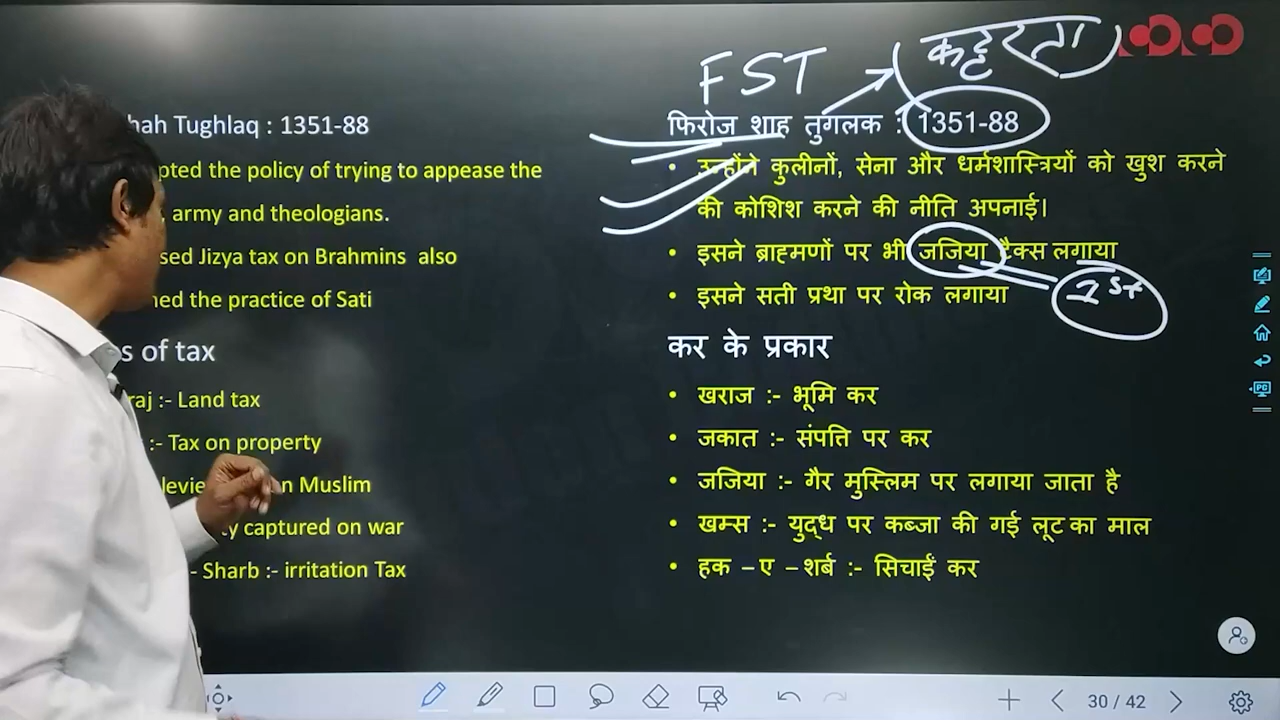 hah Tughlaq : 1351-88
pted the policy of trying to appease the
, army and theologians.
sed Jizya tax on Brahmins also
ned the practice of Sati
s of tax
raj :- Land tax
:- Tax on property
levie n Muslim
ty captured on war
- Sharb :- irritation Tax
FST
कट्टरता
फिरोज शाह तुगलक : 1351-88
• उन्होंने कुलीनों, सेना और धर्मशास्त्रियों को खुश करने
की कोशिश करने की नीति अपनाई।
• इसने ब्राह्मणों पर भी जजिया टैक्स लगाया
1st
• इसने सती प्रथा पर रोक लगाया
कर के प्रकार
• खराज :- भूमि कर
• जकात :- संपत्ति पर कर
• जजिया :- गैर मुस्लिम पर लगाया जाता है
• खम्स :- युद्ध पर कब्जा की गई लूट का माल
• हक – ए – शर्ब :- सिचाईं कर
PC
30 / 42